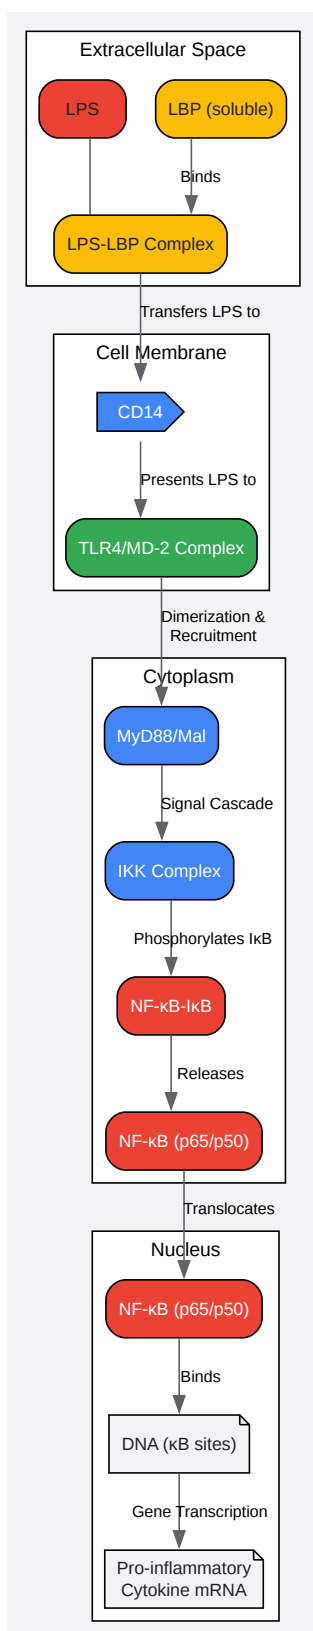 Extracellular Space
LPS
LBP (soluble)
Binds
LPS-LBP Complex
Transfers LPS to
Cell Membrane
CD14
Presents LPS to
TLR4/MD-2 Complex
Dimerization &
Recruitment
Cytoplasm
MyD88/Mal
Signal Cascade
IKK Complex
Phosphorylates IκB
NF-κB-IκB
Releases
NF-κB (p65/p50)
Translocates
Nucleus
NF-κB (p65/p50)
Binds
DNA (κB sites)
Gene Transcription
Pro-inflammatory
Cytokine mRNA